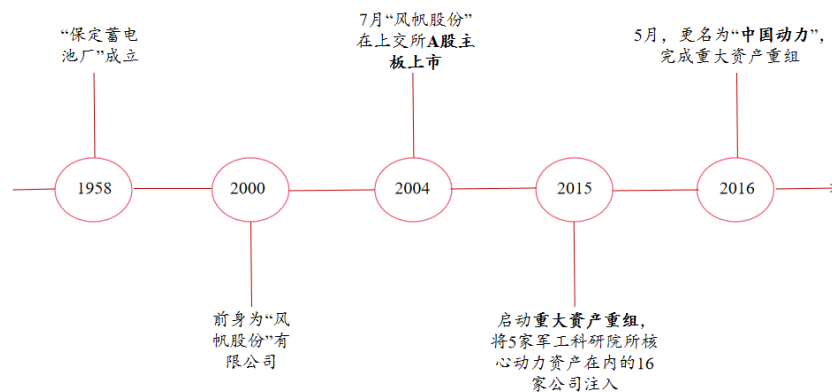 “保定蓄电
池厂”成立
1958
2000
前身为“风
帆股份”有
限公司
7月“风帆股份”
在上交所A股主
板上市
2004
2015
启动重大资产重组，
将5家军工科研院所核
心动力资产在内的16
家公司注入
5月，更名为“中国动力”，
完成重大资产重组
2016